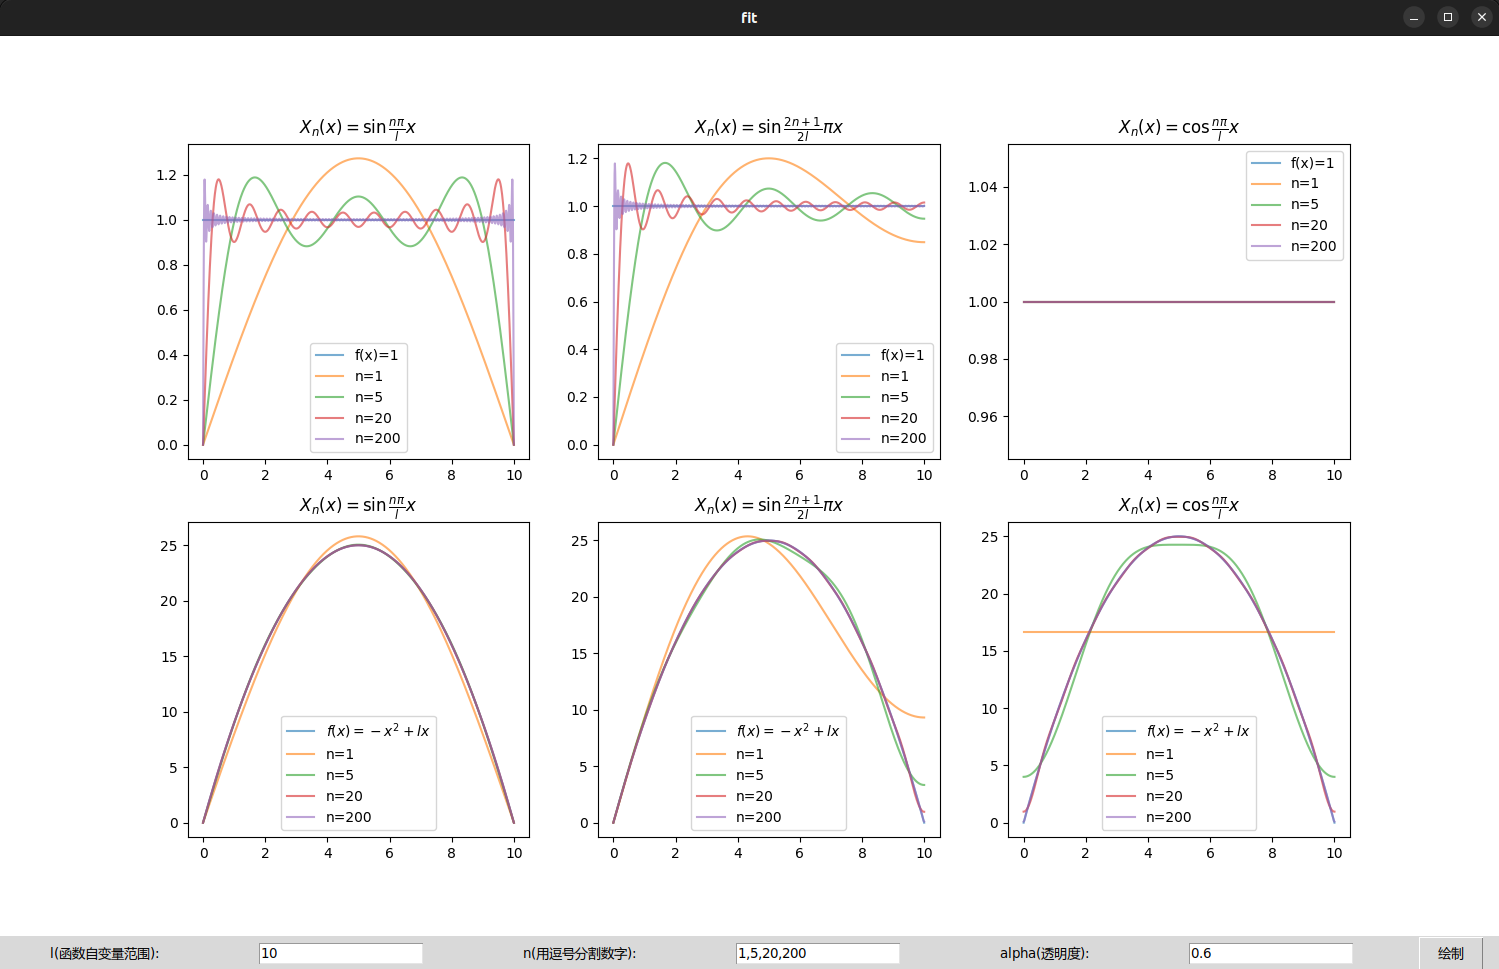 fit
$X_n(x) = \sin \frac{n\pi}{l} x$
1.2
1.0
0.8
0.6
0.4
0.2
0.0
f(x)=1
n=1
n=5
n=20
n=200
0 2 4 6 8 10
$X_n(x) = \sin \frac{2n+1}{2l} \pi x$
1.2
1.0
0.8
0.6
0.4
0.2
0.0
f(x)=1
n=1
n=5
n=20
n=200
0 2 4 6 8 10
$X_n(x) = \cos \frac{n\pi}{l} x$
1.04
1.02
1.00
0.98
0.96
f(x)=1
n=1
n=5
n=20
n=200
0 2 4 6 8 10
$X_n(x) = \sin \frac{n\pi}{l} x$
25
20
15
10
5
0
$f(x) = -x^2 + lx$
n=1
n=5
n=20
n=200
0 2 4 6 8 10
$X_n(x) = \sin \frac{2n+1}{2l} \pi x$
25
20
15
10
5
0
$f(x) = -x^2 + lx$
n=1
n=5
n=20
n=200
0 2 4 6 8 10
$X_n(x) = \cos \frac{n\pi}{l} x$
25
20
15
10
5
0
$f(x) = -x^2 + lx$
n=1
n=5
n=20
n=200
0 2 4 6 8 10
l(函数自变量范围): 10 n(用逗号分割数字): 1,5,20,200 alpha(透明度): 0.6 绘制